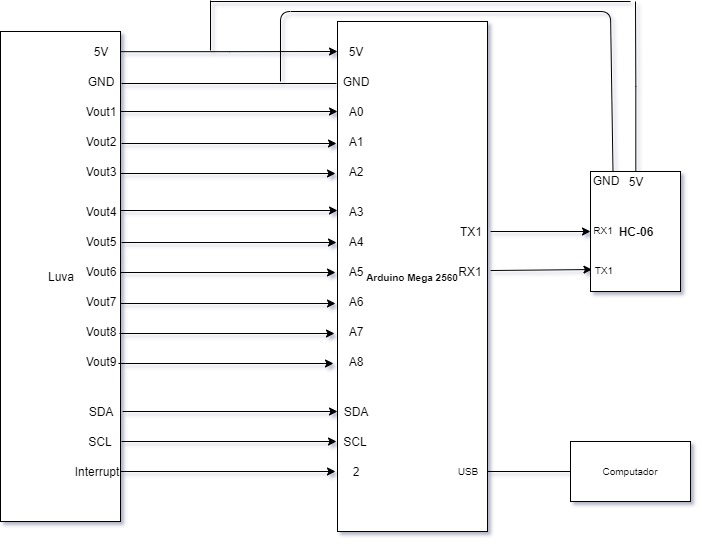 5V
GND
Vout1
Vout2
Vout3
Vout4
Vout5
Luva
Vout6
Vout7
Vout8
Vout9
SDA
SCL
Interrupt
5V
GND
A0
A1
A2
A3
A4
A5
A6
A7
A8
SDA
SCL
2
Arduino Mega 2560
TX1
RX1
USB
GND 5V
RX1 HC-06
TX1
Computador